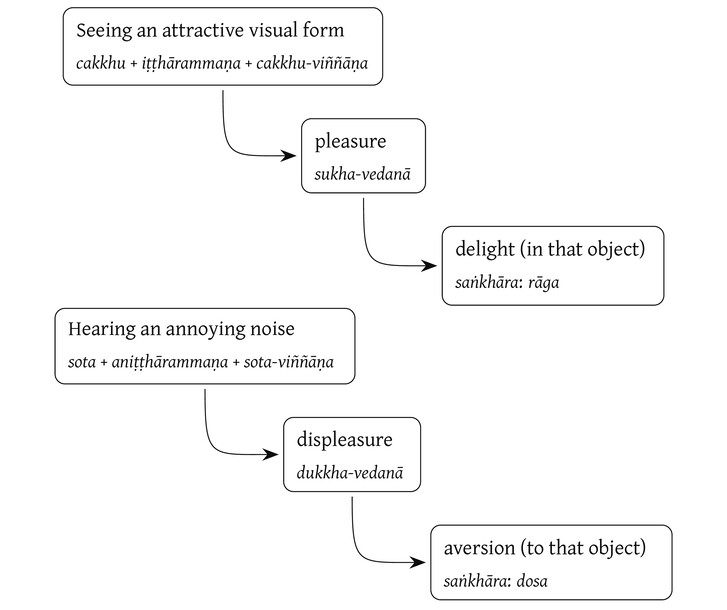 Seeing an attractive visual form
cakkhu + iṭṭhārammaṇa + cakkhu-viññāṇa
pleasure
sukha-vedanā
delight (in that object)
saṅkhāra: rāga
Hearing an annoying noise
sota + aniṭṭhārammaṇa + sota-viññāṇa
displeasure
dukkha-vedanā
aversion (to that object)
saṅkhāra: dosa